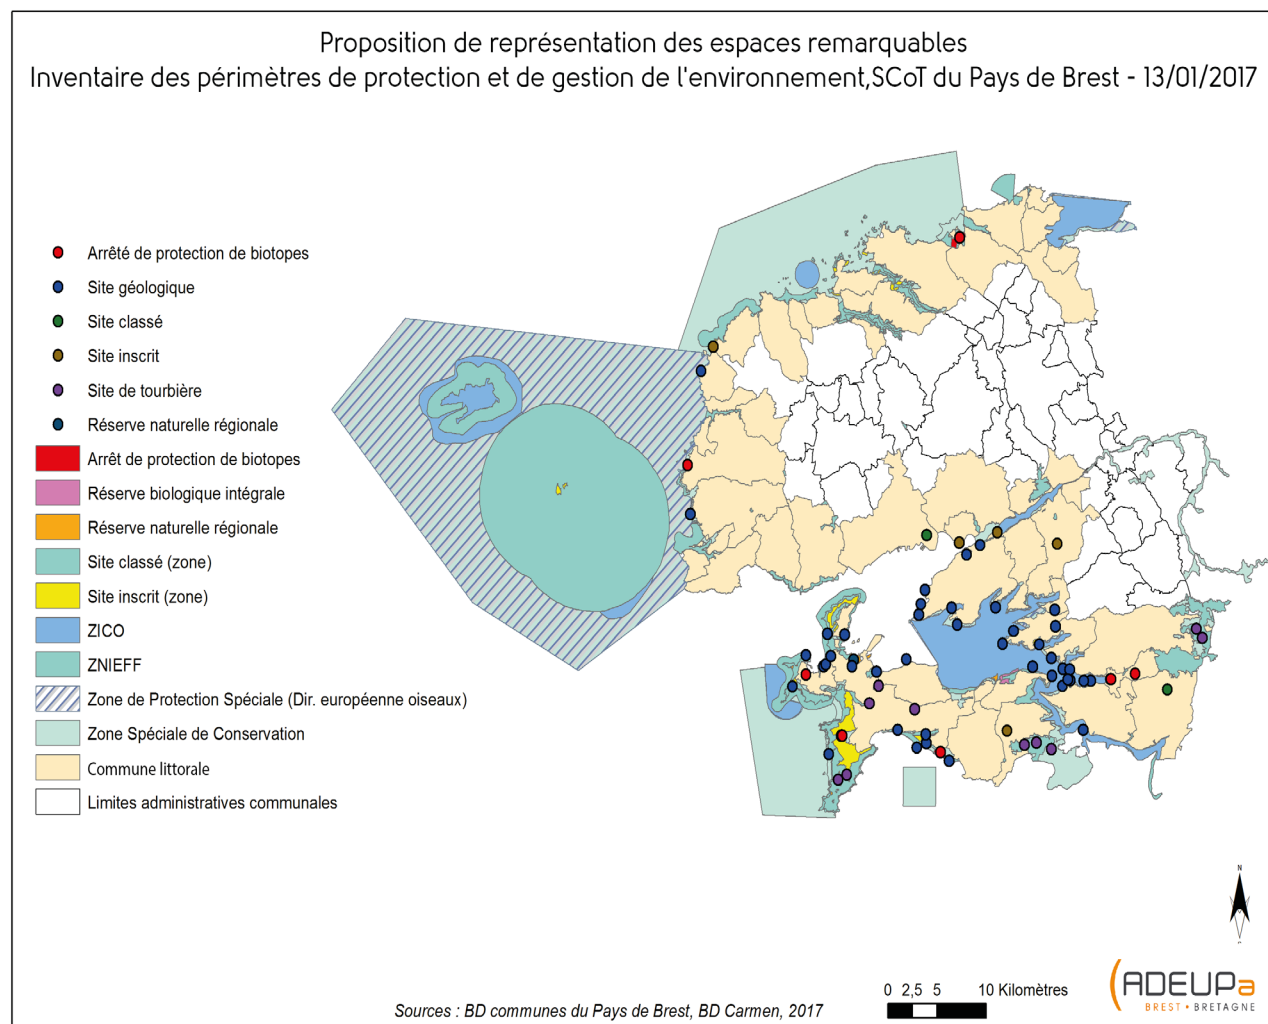 Proposition de représentation des espaces remarquables
Inventaire des périmètres de protection et de gestion de l'environnement,SCoT du Pays de Brest - 13/01/2017
Arrêté de protection de biotopes
Site géologique
Site classé
Site inscrit
Site de tourbière
Réserve naturelle régionale
Arrêt de protection de biotopes
Réserve biologique intégrale
Réserve naturelle régionale
Site classé (zone)
Site inscrit (zone)
ZICO
ZNIEFF
Zone de Protection Spéciale (Dir. européenne oiseaux)
Zone Spéciale de Conservation
Commune littorale
Limites administratives communales
N
0 2,5 5 10 Kilomètres
Sources : BD communes du Pays de Brest, BD Carmen, 2017
ADEUPa
BREST • BRETAGNE